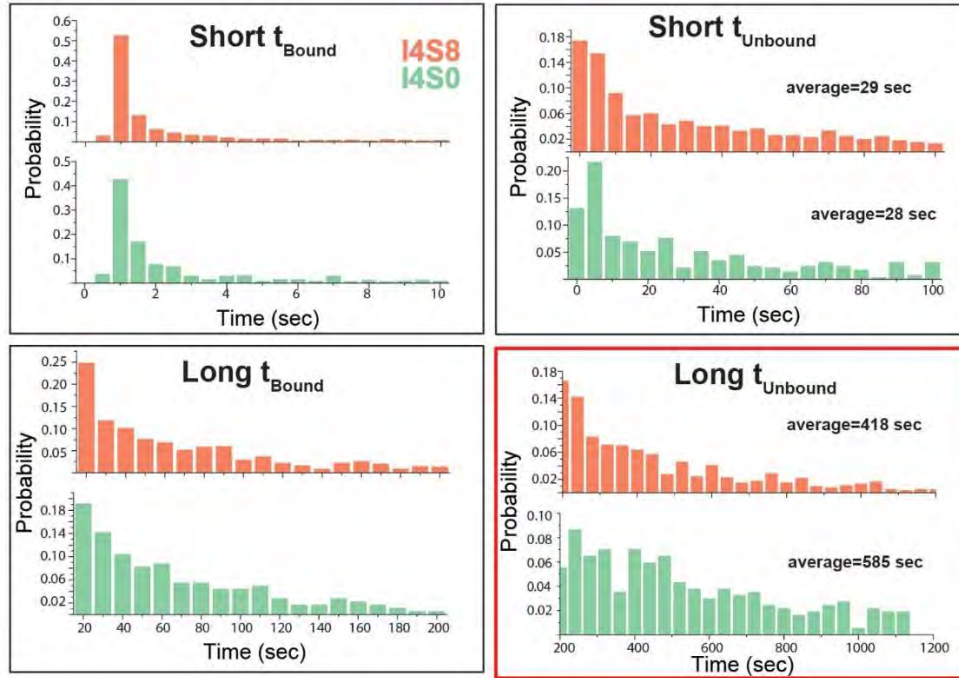 Short tBound
I4S8
I4S0
Probability
0.6
0.5
0.4
0.3
0.2
0.1
0.5
0.4
0.3
0.2
0.1
0 2 4 6 8 10
Time (sec)
Short tUnbound
average=29 sec
average=28 sec
Probability
0.18
0.14
0.10
0.06
0.02
0.20
0.15
0.10
0.05
0 20 40 60 80 100
Time (sec)
Long tBound
Probability
0.25
0.20
0.15
0.10
0.05
0.18
0.14
0.10
0.06
0.02
20 40 60 80 100 120 140 160 180 200
Time (sec)
Long tUnbound
average=418 sec
average=585 sec
Probability
0.18
0.14
0.10
0.06
0.02
0.10
0.08
0.06
0.04
0.02
200 400 600 800 1000 1200
Time (sec)